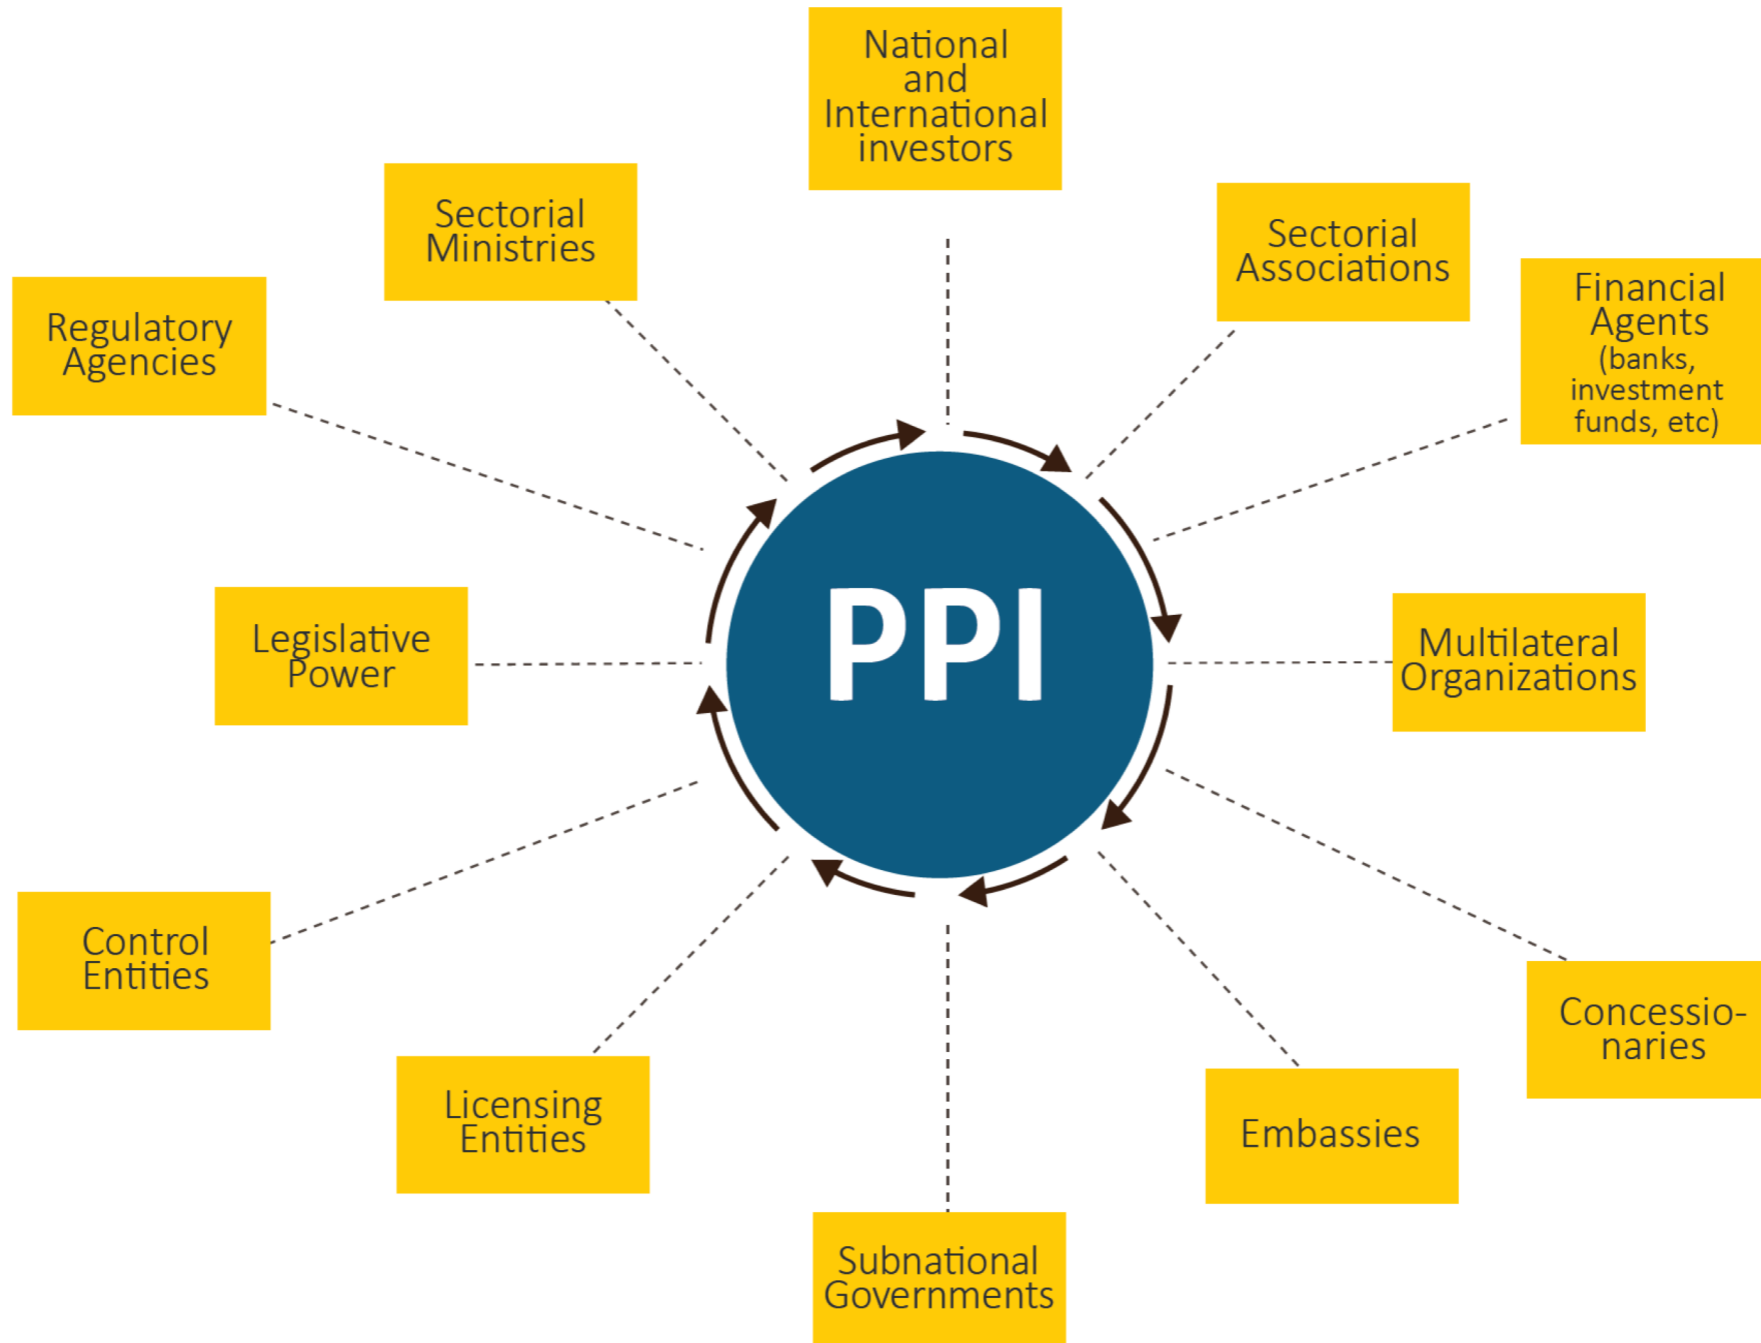 National
and
International
investors
Sectorial
Ministries
Sectorial
Associations
Regulatory
Agencies
Financial
Agents
(banks,
investment
funds, etc)
PPI
Legislative
Power
Multilateral
Organizations
Control
Entities
Concessio-
naries
Licensing
Entities
Embassies
Subnational
Governments